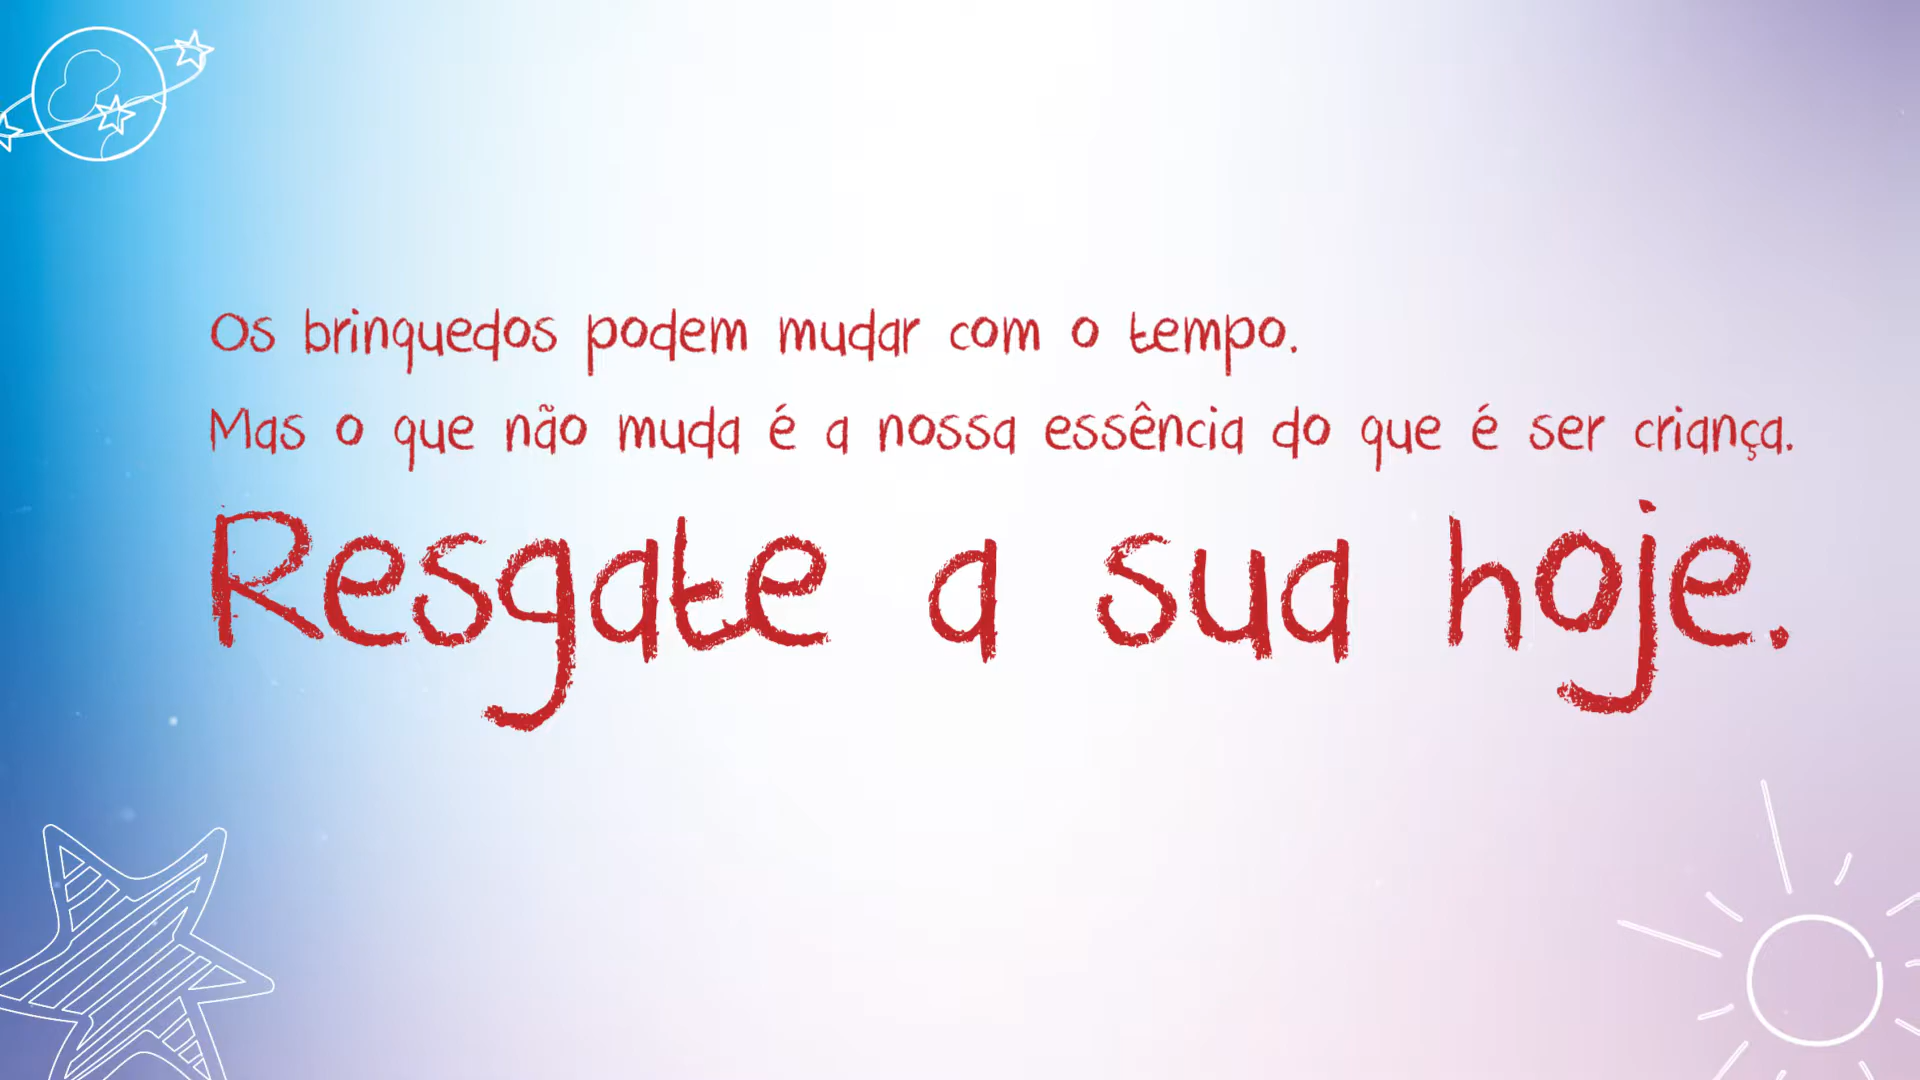 Os brinquedos podem mudar com o tempo.
Mas o que não muda é a nossa essência do que é ser criança.
Resgate a sua hoje.